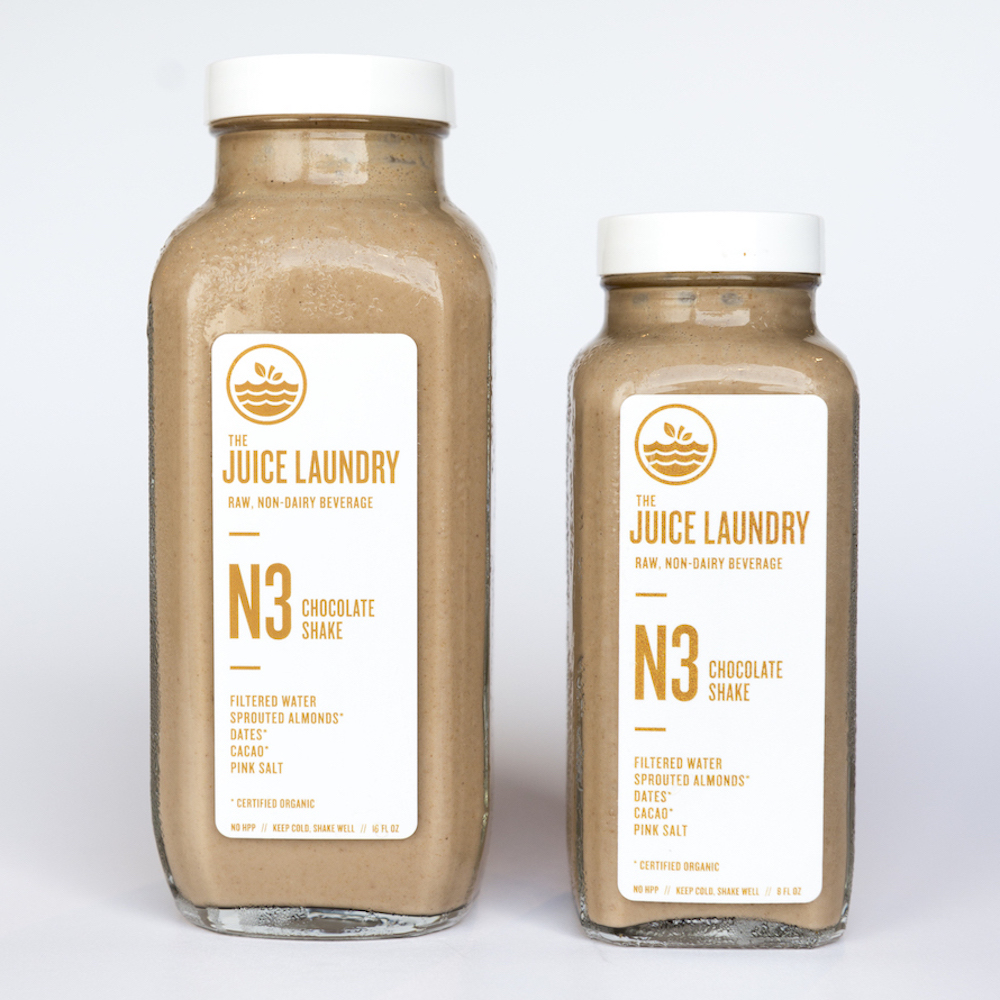 THE
JUICE LAUNDRY
RAW, NON-DAIRY BEVERAGE
N3 CHOCOLATE
SHAKE
FILTERED WATER
SPROUTED ALMONDS*
DATES*
CACAO*
PINK SALT
* CERTIFIED ORGANIC
NO HPP // KEEP COLD, SHAKE WELL // 16 FL OZ
THE
JUICE LAUNDRY
RAW, NON-DAIRY BEVERAGE
N3 CHOCOLATE
SHAKE
FILTERED WATER
SPROUTED ALMONDS*
DATES*
CACAO*
PINK SALT
* CERTIFIED ORGANIC
NO HPP // KEEP COLD, SHAKE WELL // 8 FL OZ